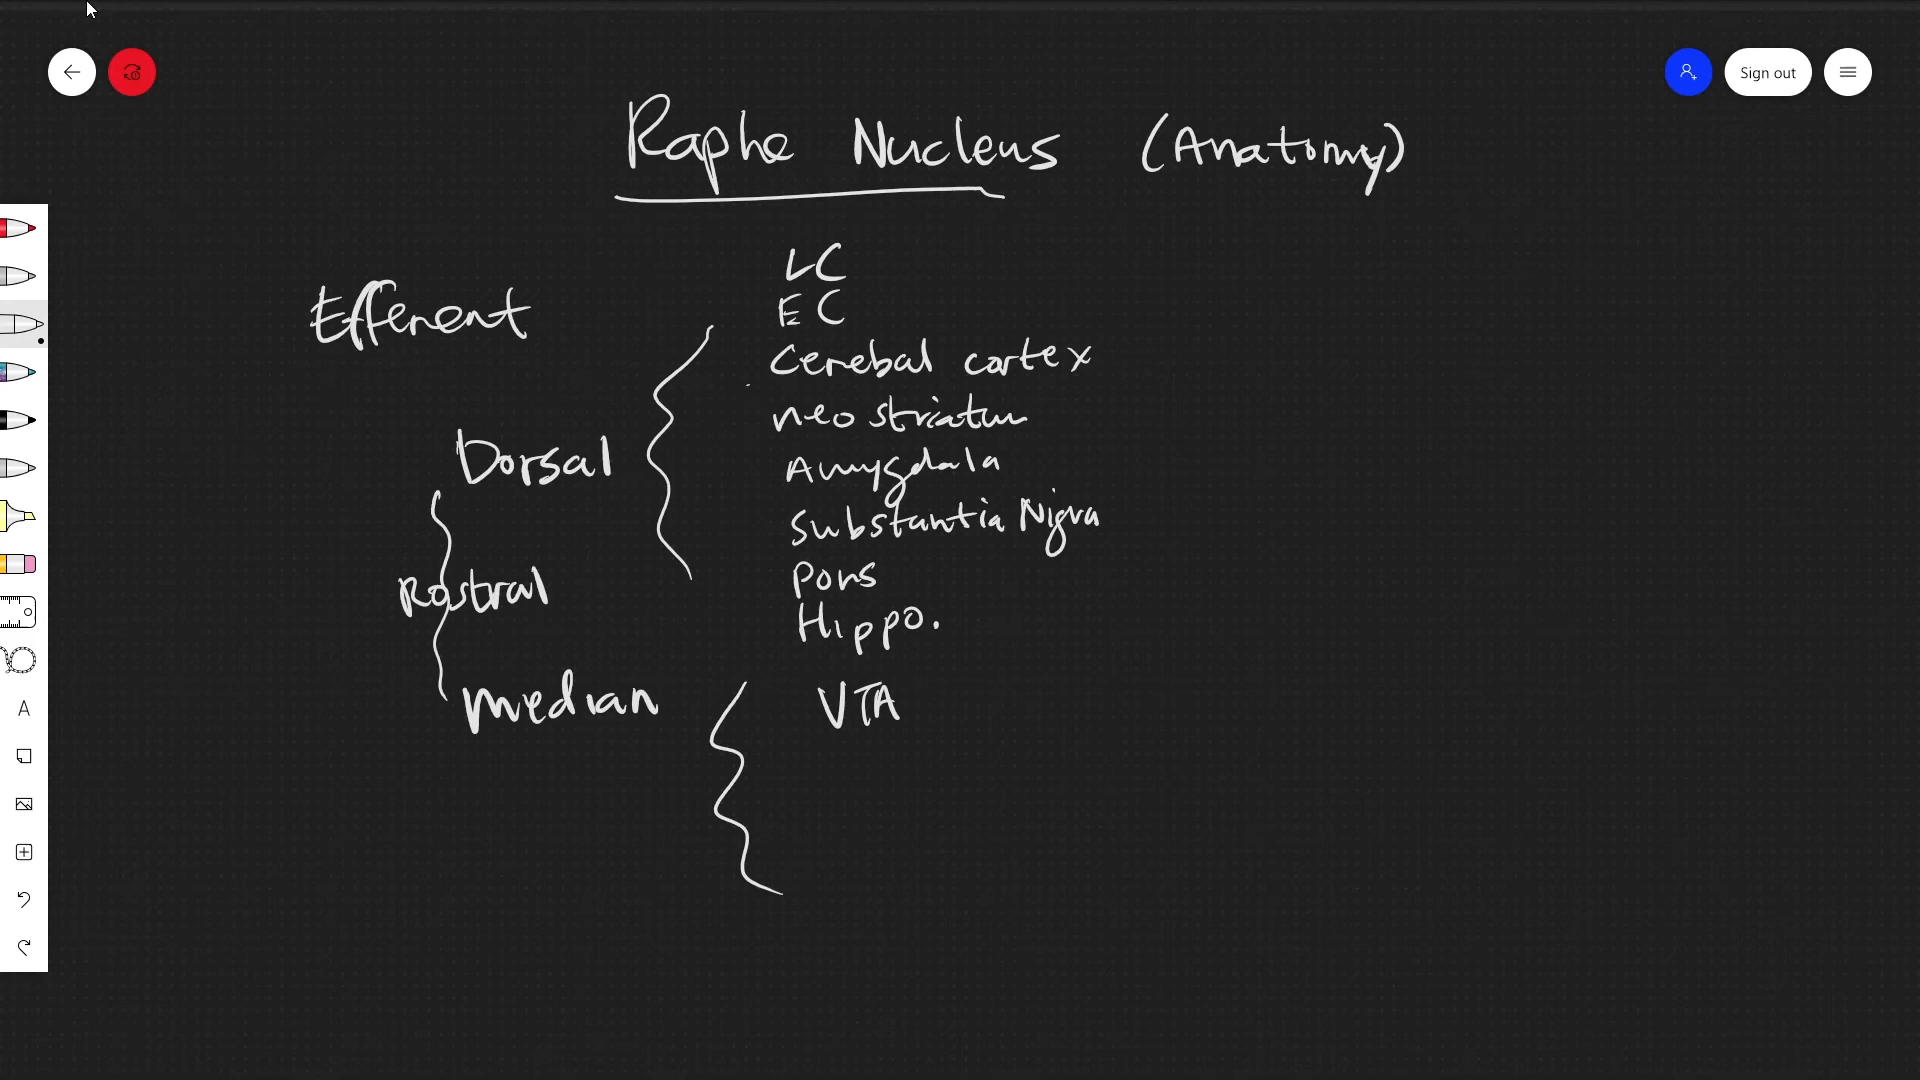 Sign out
Raphe Nucleus (Anatomy)
Efferent
Dorsal
Rostral
Median
LC
EC
Cerebal cortex
neo striatum
Amygdala
Substantia Nigra
Pons
Hippo.
VTA
A